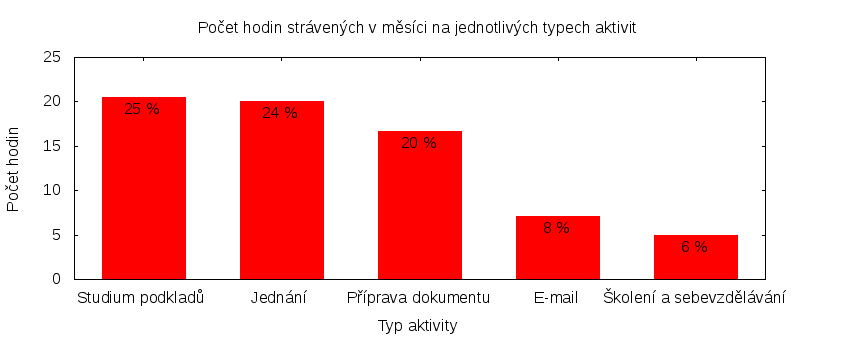 Počet hodin strávených v měsíci na jednotlivých typech aktivit
25
20
15
10
5
0
Počet hodin
25 %
24 %
20 %
8 %
6 %
Studium podkladů
Jednání
Příprava dokumentu
E-mail
Školení a sebevzdělávání
Typ aktivity